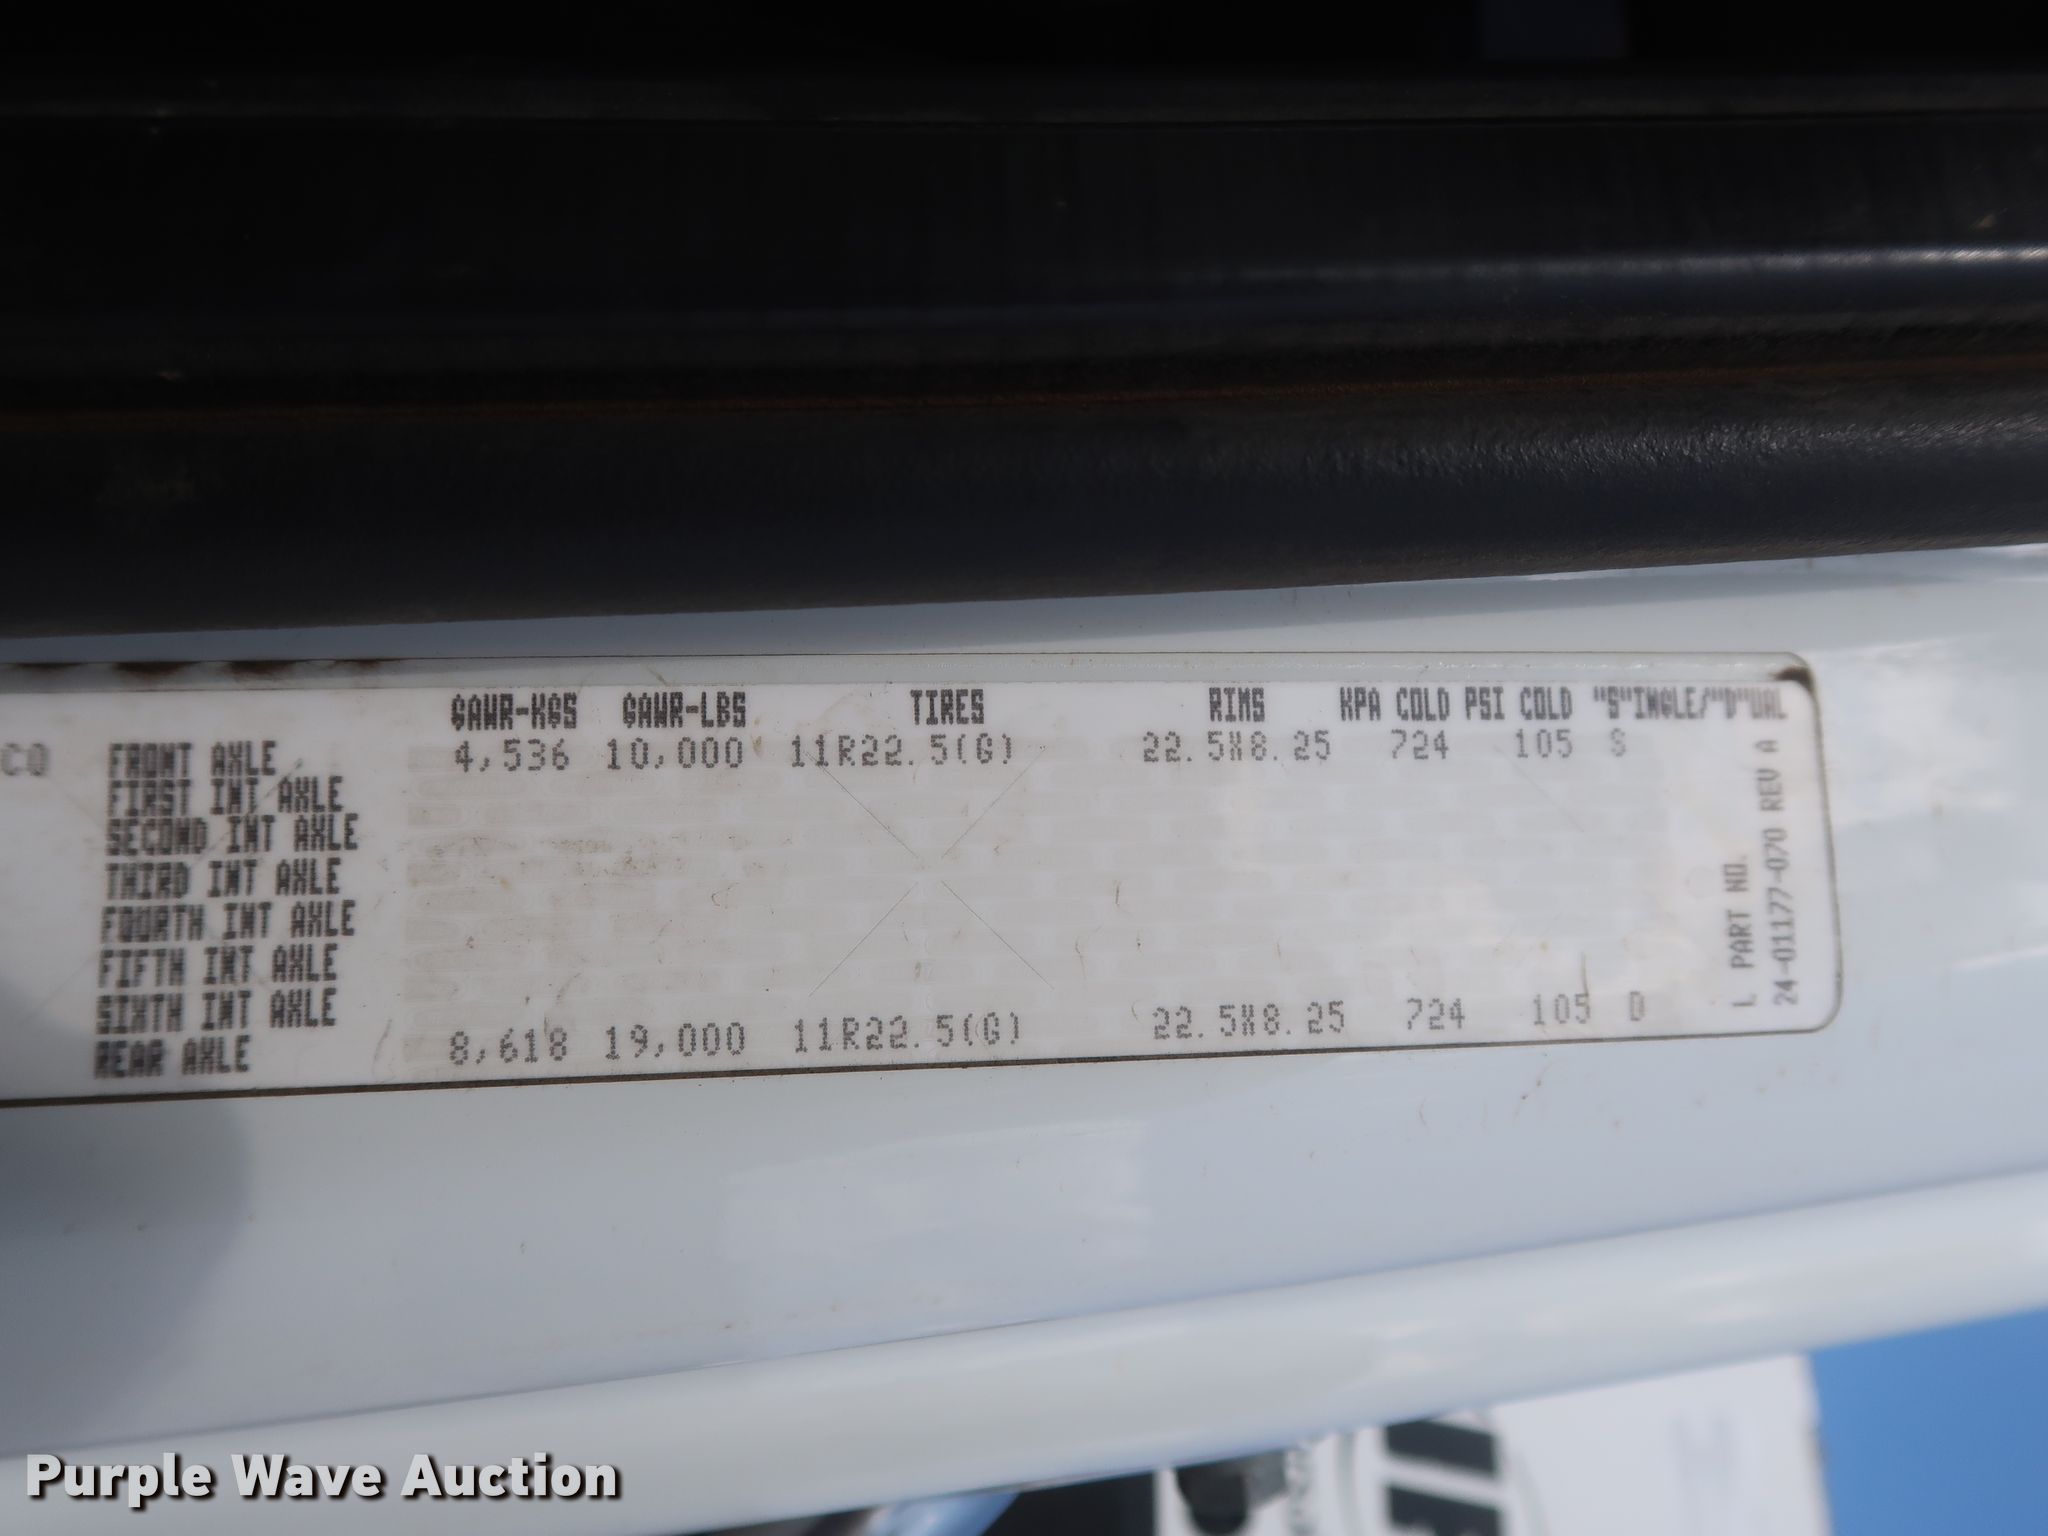 GAWR-KGS GAWR-LBS TIRES RIMS KPA COLD PSI COLD "S"INGLE/"D"UAL
CO FRONT AXLE 4,536 10,000 11R22.5(G) 22.5X8.25 724 105 S
FIRST INT AXLE
SECOND INT AXLE
THIRD INT AXLE
FOURTH INT AXLE
FIFTH INT AXLE
SIXTH INT AXLE
REAR AXLE 8,618 19,000 11R22.5(G) 22.5X8.25 724 105 D
L PART NO.
24-01177-070 REV A
Purple Wave Auction